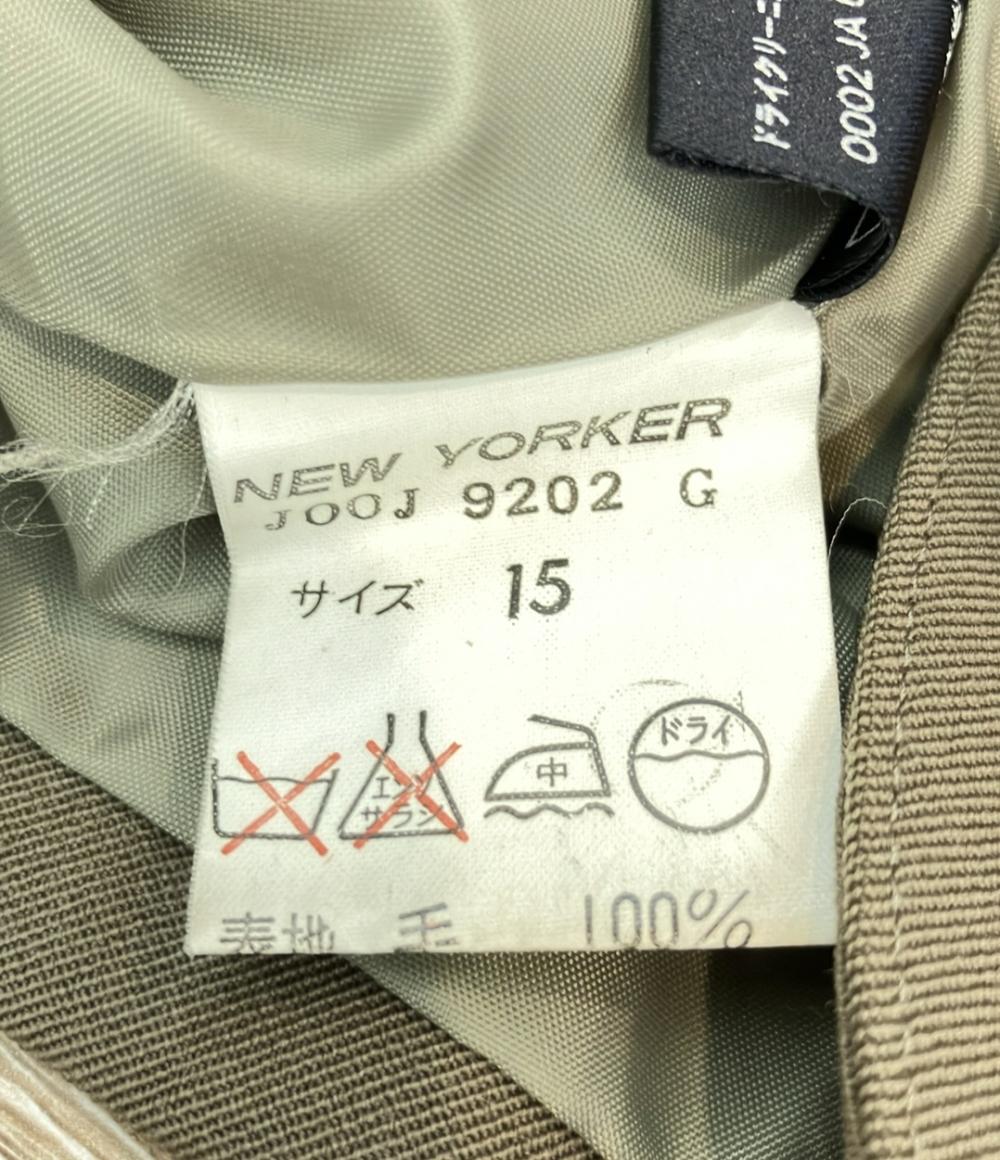 ドライクリーニ
0002 JA
NEW YORKER
JOOJ 9202 G
サイズ 15
エン
サラシ
中
ドライ
表地 毛 100%